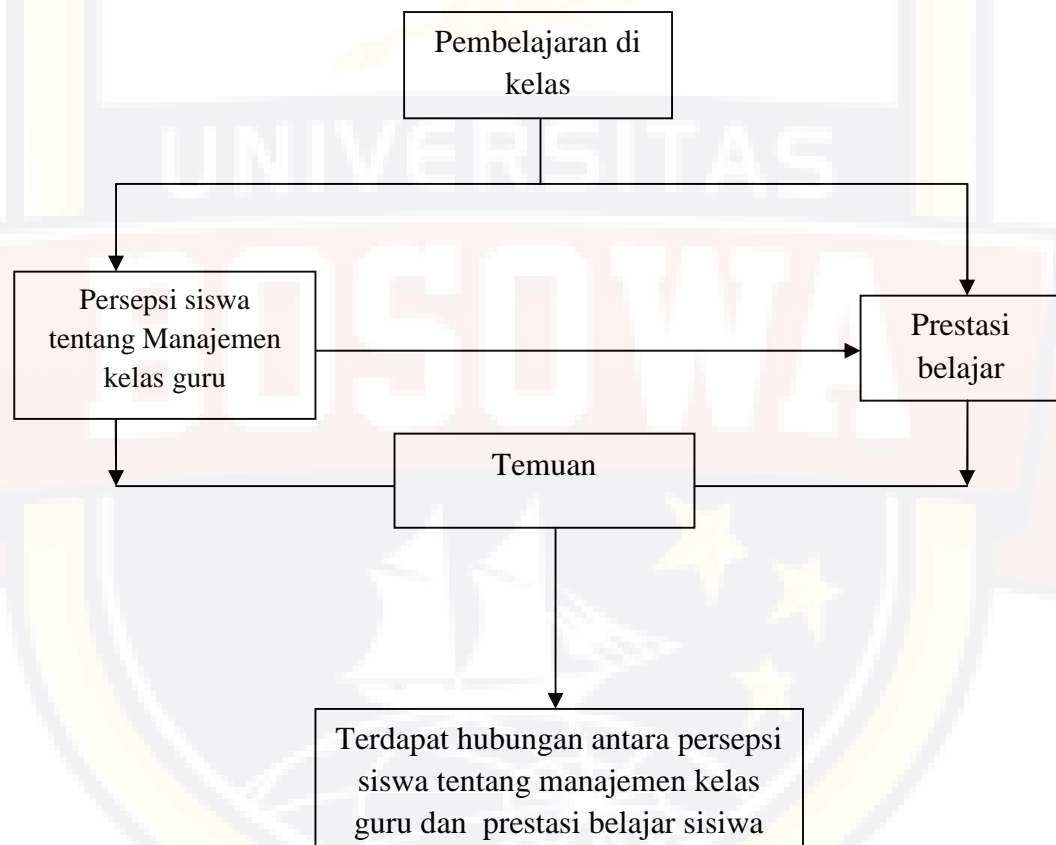 Pembelajaran di
kelas
UNIVERSITAS
BOSOWA
Persepsi siswa
tentang Manajemen
kelas guru
Prestasi
belajar
Temuan
Terdapat hubungan antara persepsi
siswa tentang manajemen kelas
guru dan prestasi belajar sisiwa